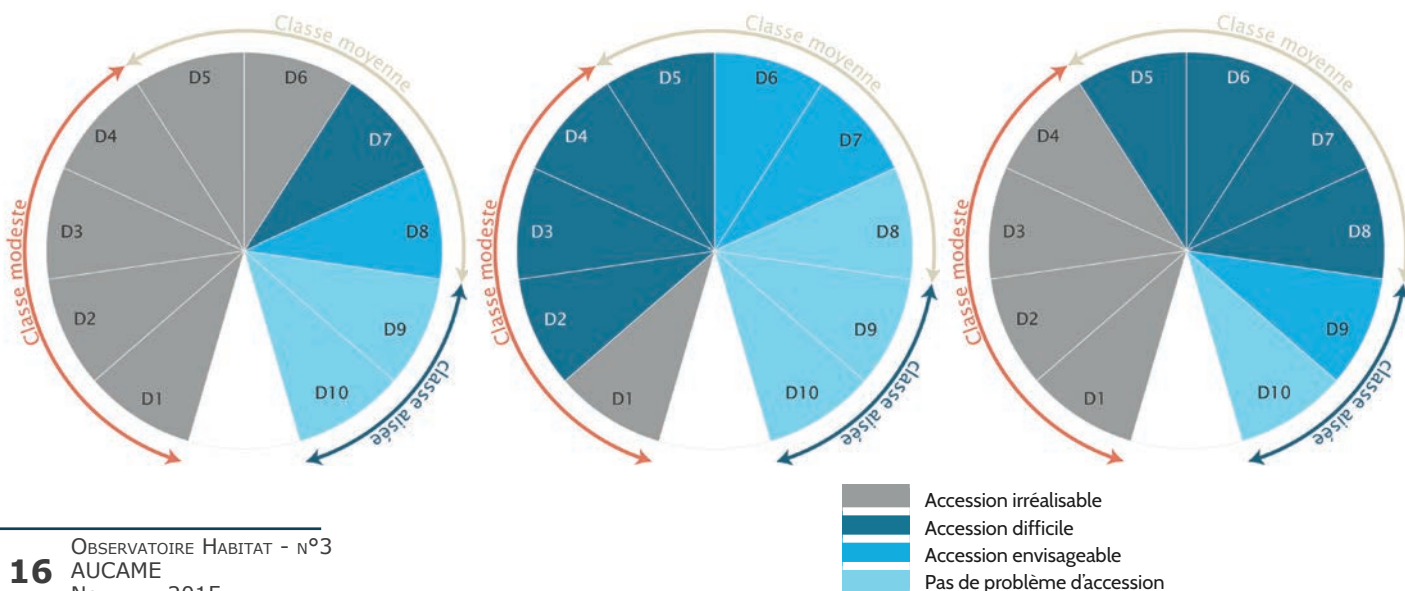 Classe moyenne
Classe modeste
classe aisée
D1
D2
D3
D4
D5
D6
D7
D8
D9
D10
Classe moyenne
Classe modeste
classe aisée
D1
D2
D3
D4
D5
D6
D7
D8
D9
D10
Classe moyenne
Classe modeste
classe aisée
D1
D2
D3
D4
D5
D6
D7
D8
D9
D10
Accession irréalisable
Accession difficile
Accession envisageable
Pas de problème d'accession
16
Observatoire Habitat - n°3
AUCAME
2015